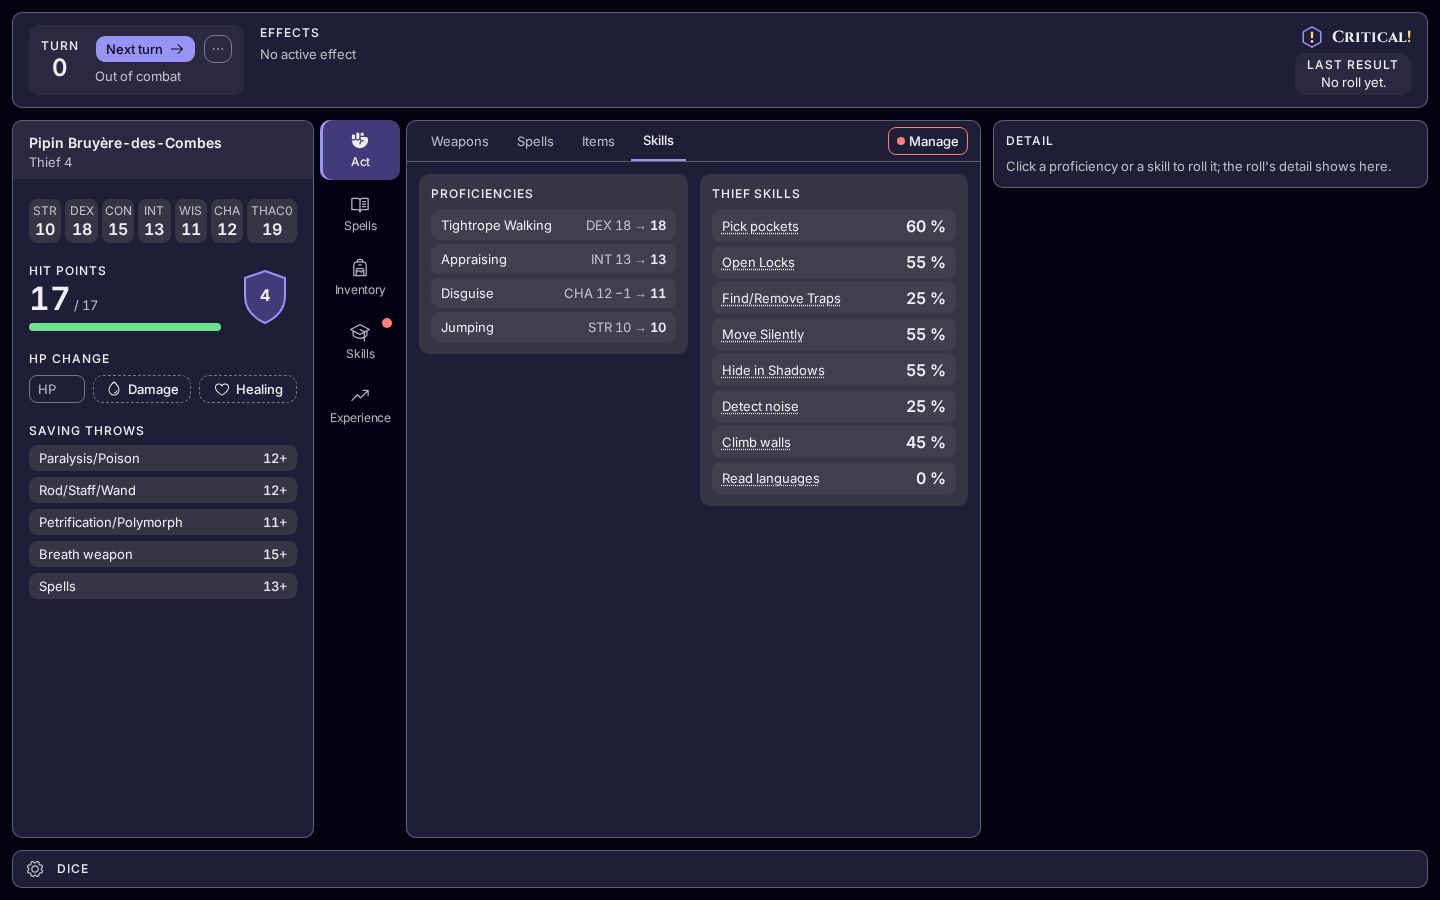 TURN
0
Next turn →
...
Out of combat
EFFECTS
No active effect
CRITICAL!
LAST RESULT
No roll yet.
Pipin Bruyère-des-Combes
Thief 4
STR
10
DEX
18
CON
15
INT
13
WIS
11
CHA
12
THAC0
19
HIT POINTS
17 / 17
4
HP CHANGE
HP
Damage
Healing
SAVING THROWS
Paralysis/Poison 12+
Rod/Staff/Wand 12+
Petrification/Polymorph 11+
Breath weapon 15+
Spells 13+
Act
Spells
Inventory
Skills
Experience
Weapons Spells Items Skills
Manage
PROFICIENCIES
Tightrope Walking DEX 18 → 18
Appraising INT 13 → 13
Disguise CHA 12 −1 → 11
Jumping STR 10 → 10
THIEF SKILLS
Pick pockets 60 %
Open Locks 55 %
Find/Remove Traps 25 %
Move Silently 55 %
Hide in Shadows 55 %
Detect noise 25 %
Climb walls 45 %
Read languages 0 %
DETAIL
Click a proficiency or a skill to roll it; the roll's detail shows here.
DICE